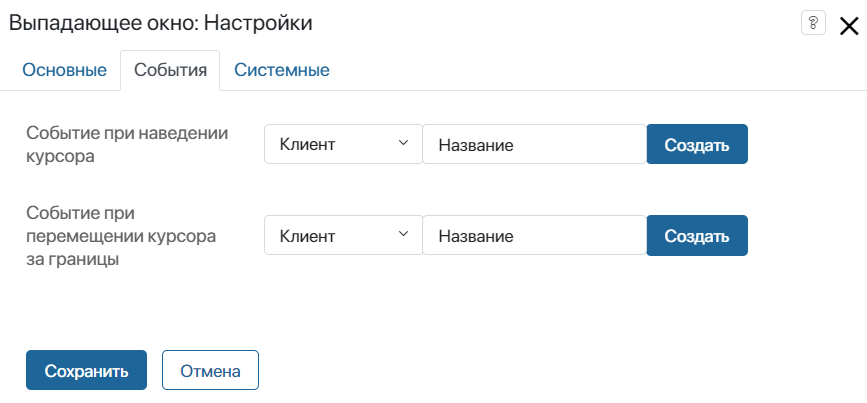 Выпадающее окно: Настройки
?
Основные События Системные
Событие при наведении
курсора
Клиент Название Создать
Событие при
перемещении курсора
за границы
Клиент Название Создать
Сохранить Отмена